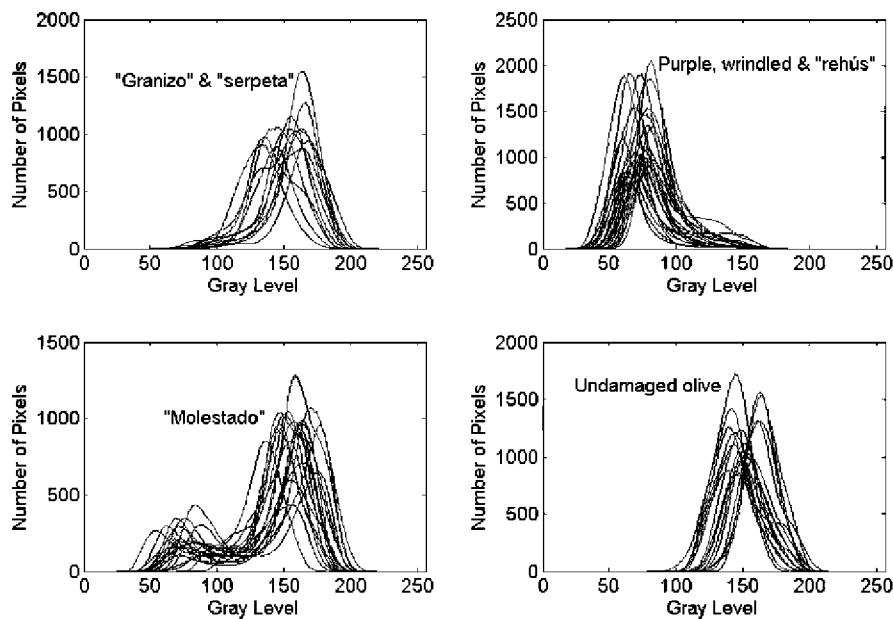 2000
1500
1000
500
0
0 50 100 150 200 250
Number of Pixels
Gray Level
"Granizo" & "serpeta"
2500
2000
1500
1000
500
0
0 50 100 150 200 250
Number of Pixels
Gray Level
Purple, wrindled & "rehús"
1500
1000
500
0
0 50 100 150 200 250
Number of Pixels
Gray Level
"Molestado"
2000
1500
1000
500
0
0 50 100 150 200 250
Number of Pixels
Gray Level
Undamaged olive